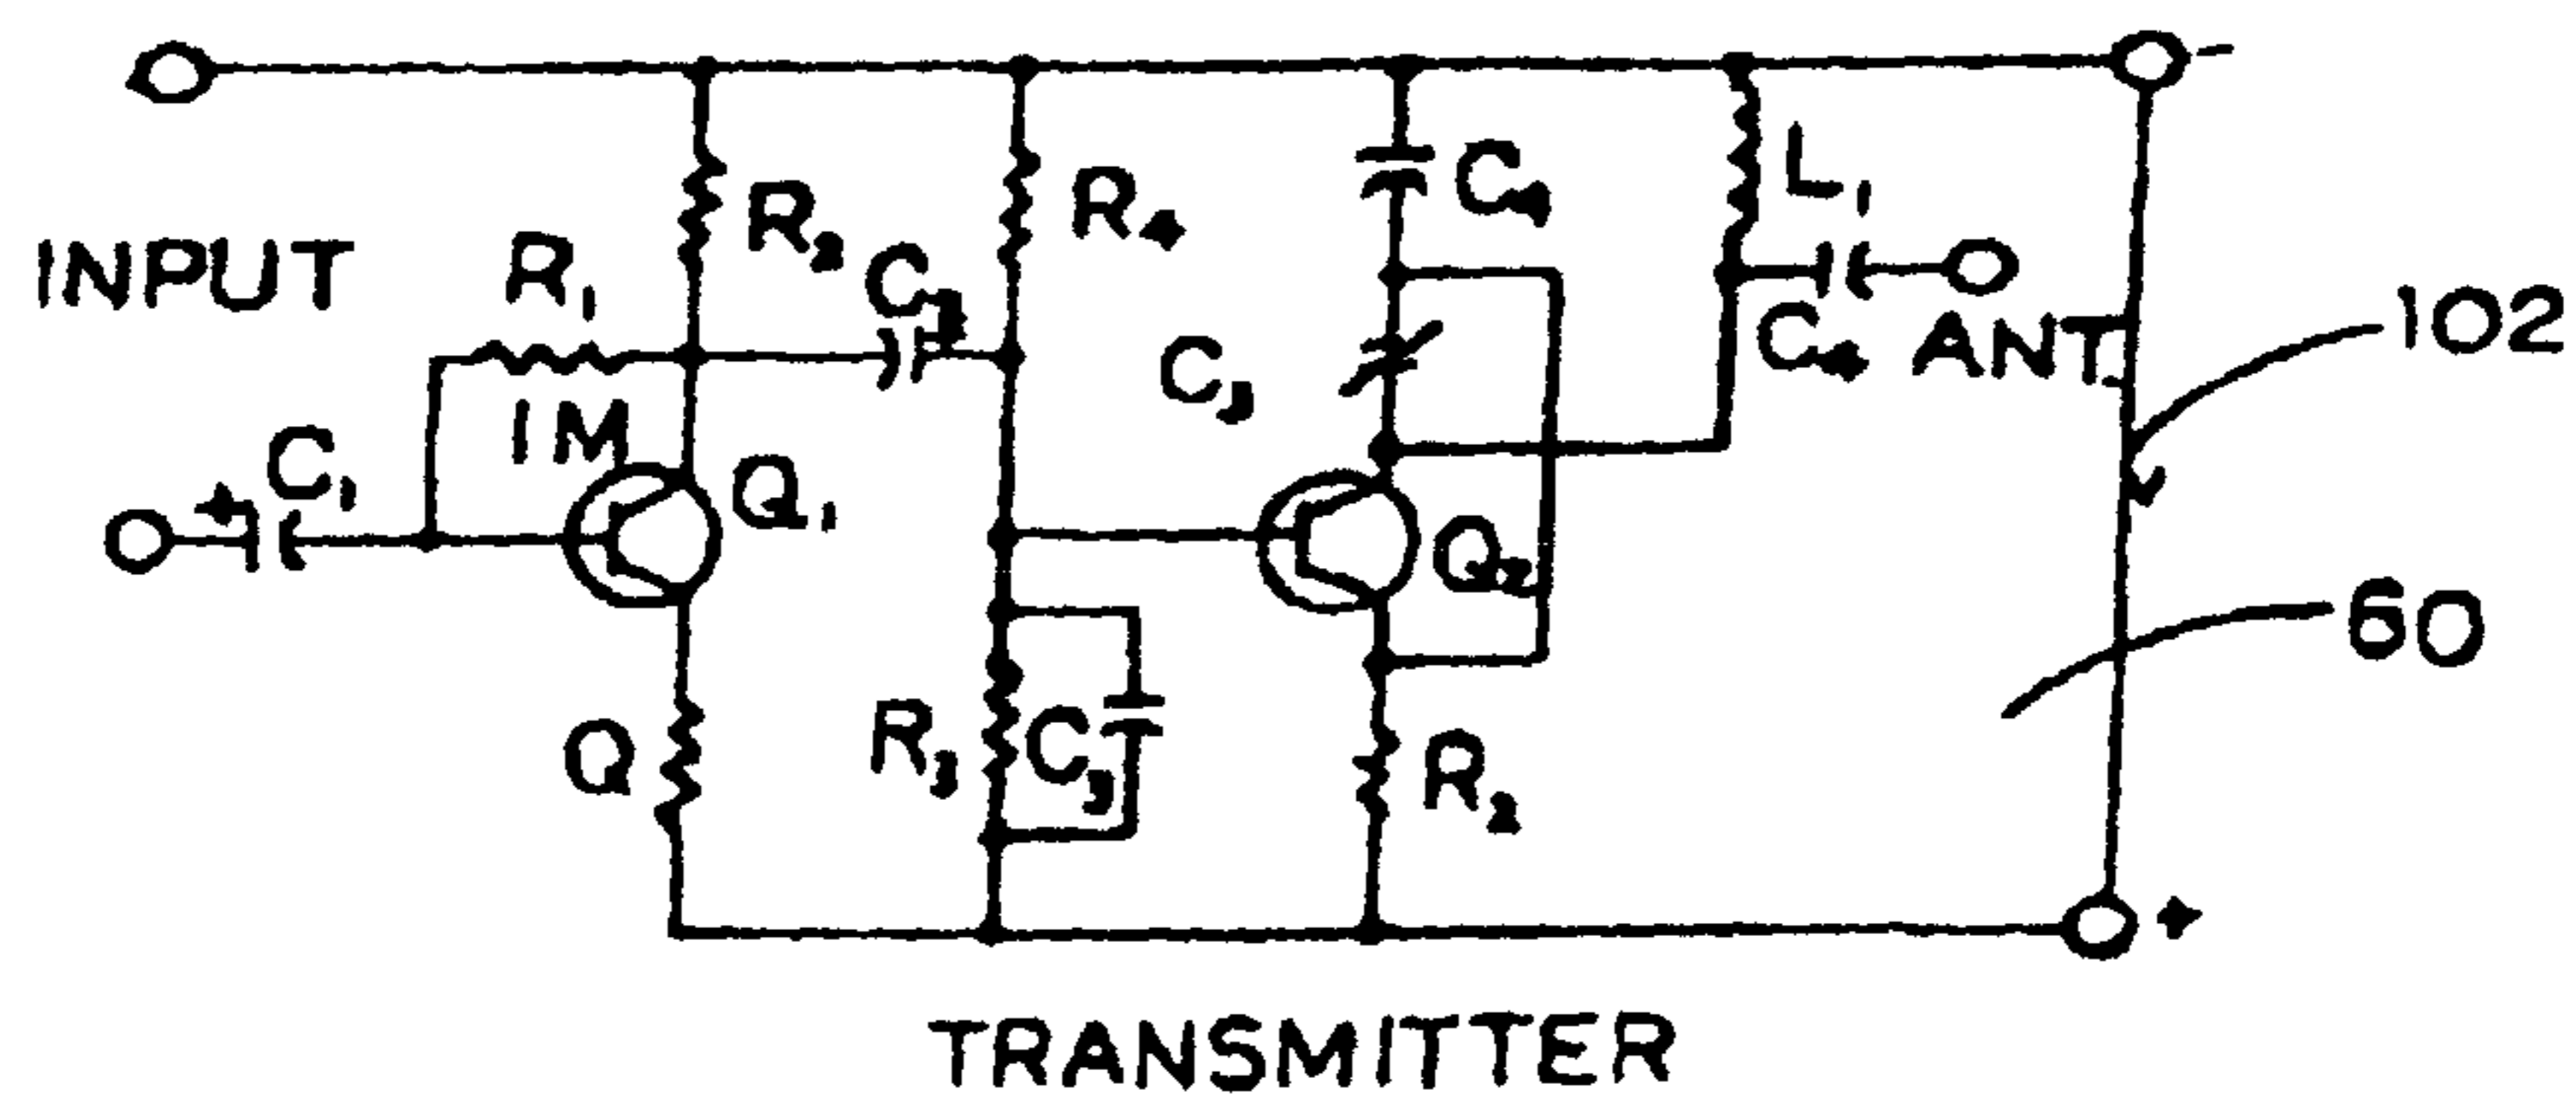 -
INPUT
R1
1M
R2
C2
R4
C4
L1
C4
ANT.
102
+
C1
Q1
C3
Q2
60
Q
R3
C3
R2
+
TRANSMITTER